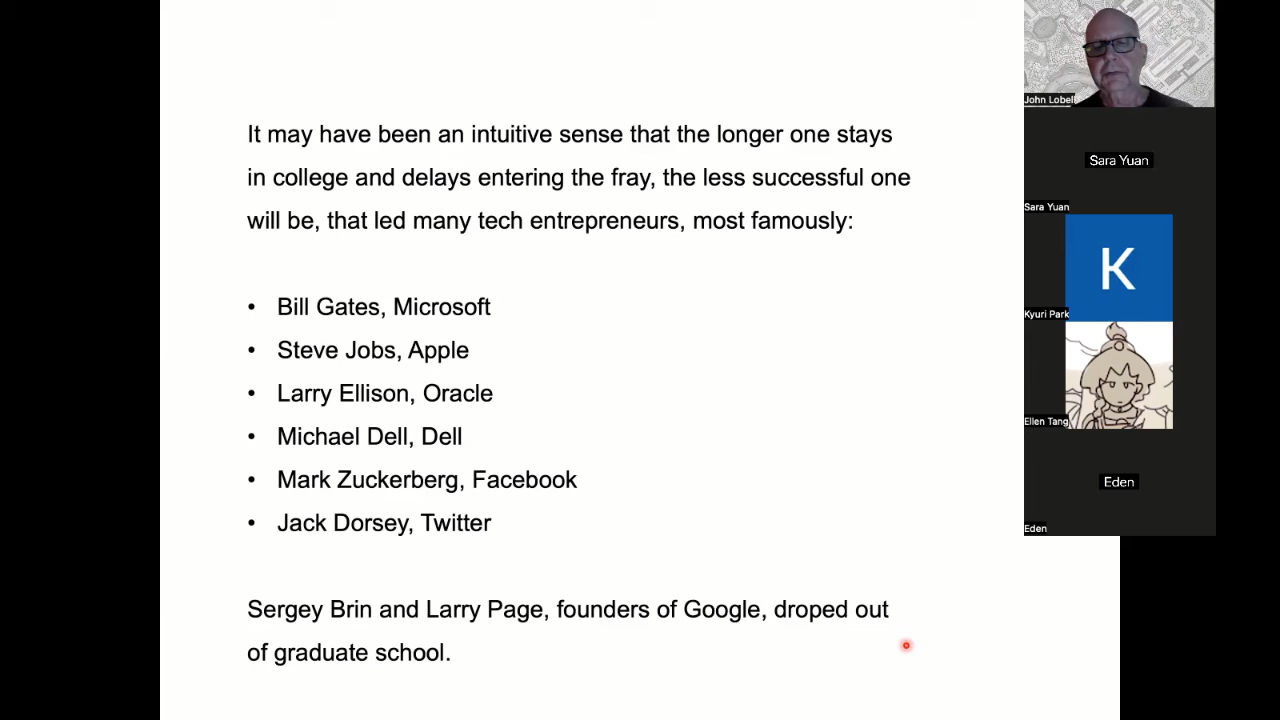 It may have been an intuitive sense that the longer one stays
in college and delays entering the fray, the less successful one
will be, that led many tech entrepreneurs, most famously:
• Bill Gates, Microsoft
• Steve Jobs, Apple
• Larry Ellison, Oracle
• Michael Dell, Dell
• Mark Zuckerberg, Facebook
• Jack Dorsey, Twitter
Sergey Brin and Larry Page, founders of Google, droped out
of graduate school.
John Lobell
Sara Yuan
Sara Yuan
K
Kyuri Park
Ellen Tang
Eden
Eden